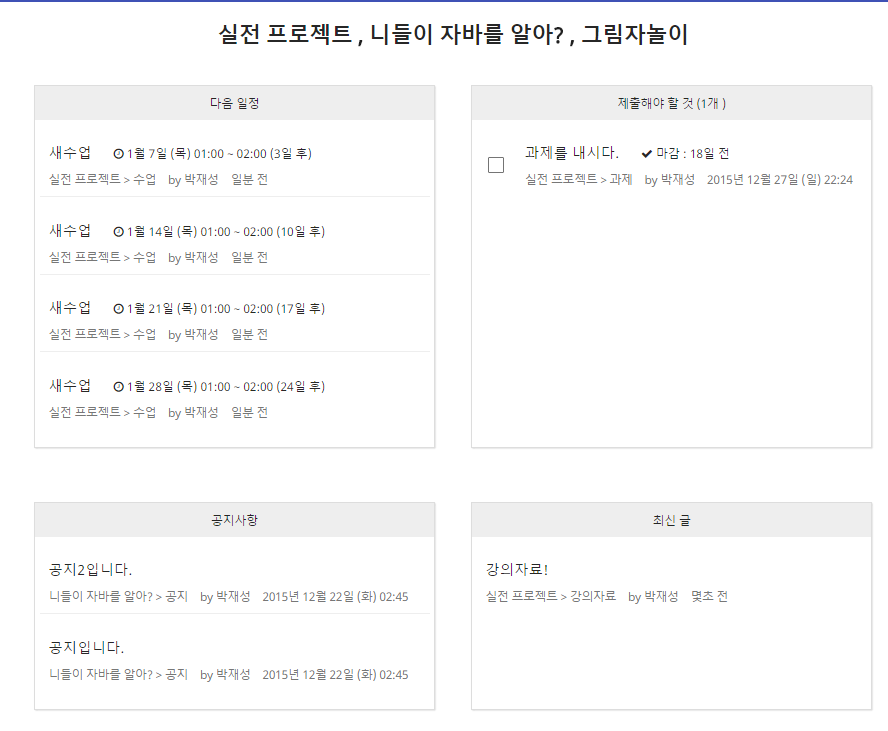 실전 프로젝트 , 니들이 자바를 알아? , 그림자놀이
다음 일정
새수업 1월 7일 (목) 01:00 ~ 02:00 (3일 후)
실전 프로젝트 > 수업 by 박재성 일분 전
새수업 1월 14일 (목) 01:00 ~ 02:00 (10일 후)
실전 프로젝트 > 수업 by 박재성 일분 전
새수업 1월 21일 (목) 01:00 ~ 02:00 (17일 후)
실전 프로젝트 > 수업 by 박재성 일분 전
새수업 1월 28일 (목) 01:00 ~ 02:00 (24일 후)
실전 프로젝트 > 수업 by 박재성 일분 전
제출해야 할 것 (1개 )
과제를 내시다. 마감 : 18일 전
실전 프로젝트 > 과제 by 박재성 2015년 12월 27일 (일) 22:24
공지사항
공지2입니다.
니들이 자바를 알아? > 공지 by 박재성 2015년 12월 22일 (화) 02:45
공지입니다.
니들이 자바를 알아? > 공지 by 박재성 2015년 12월 22일 (화) 02:45
최신 글
강의자료!
실전 프로젝트 > 강의자료 by 박재성 몇초 전